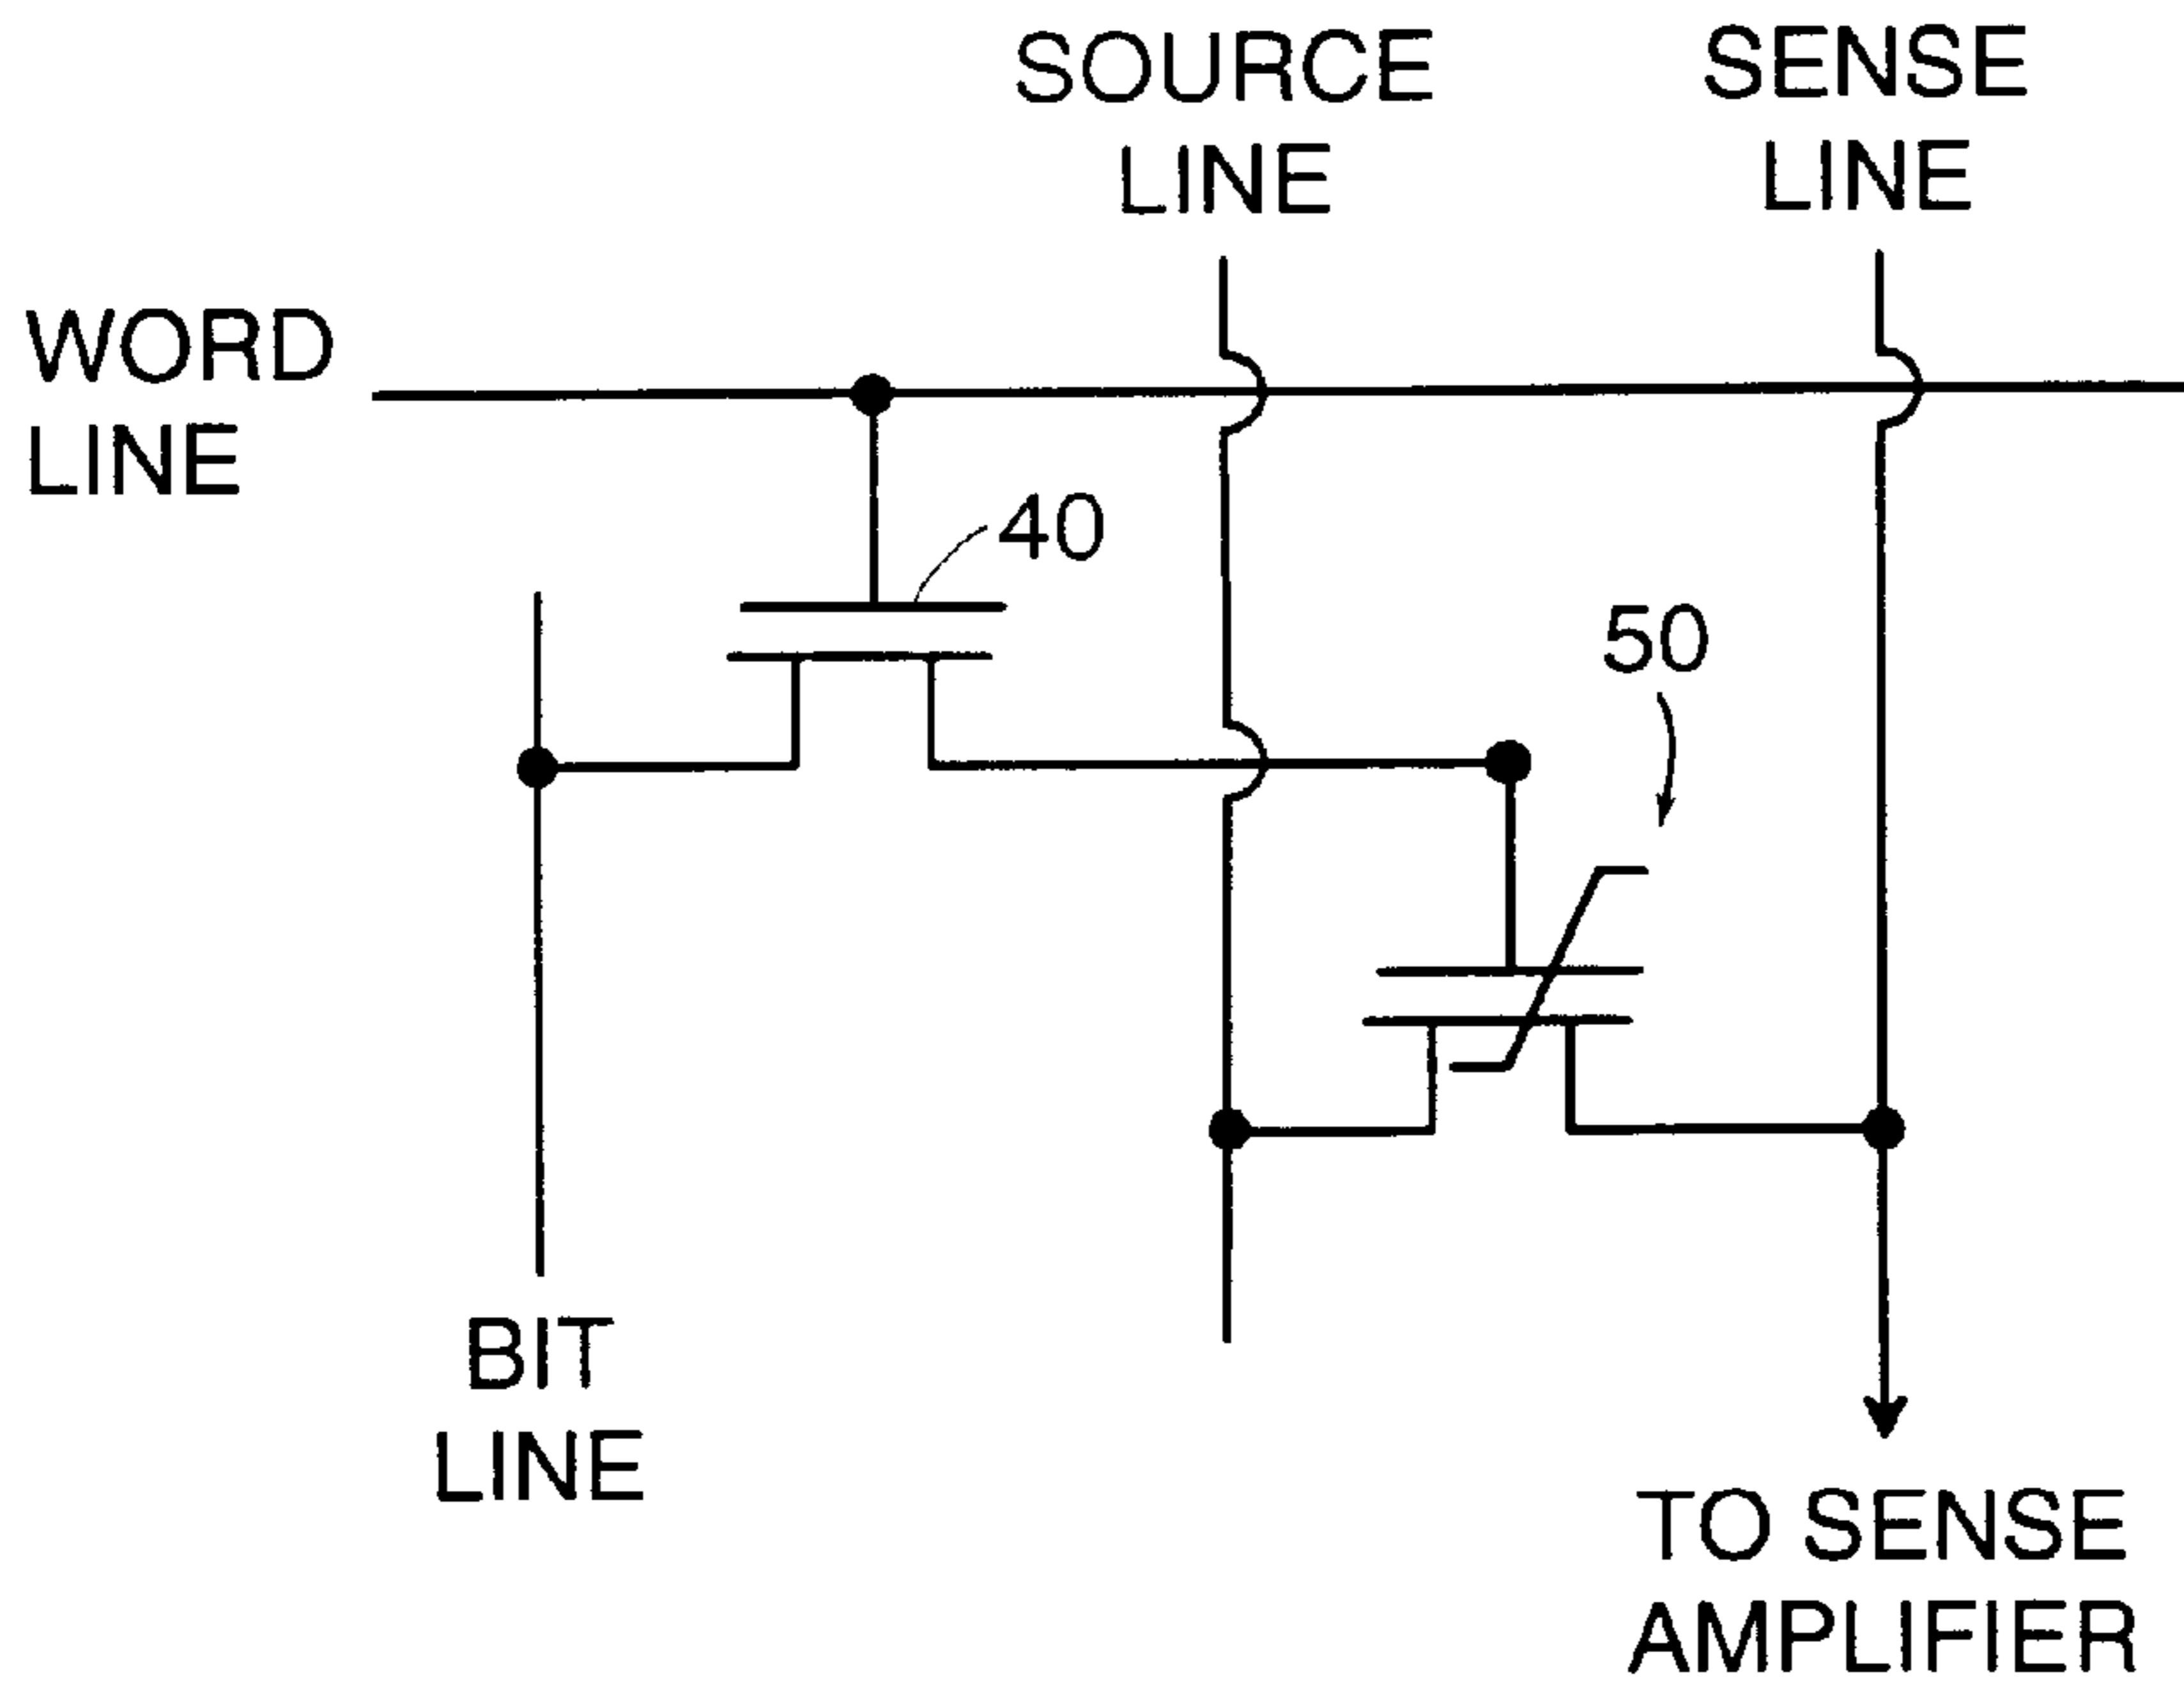 SOURCE
LINE
SENSE
LINE
WORD
LINE
40
50
BIT
LINE
TO SENSE
AMPLIFIER